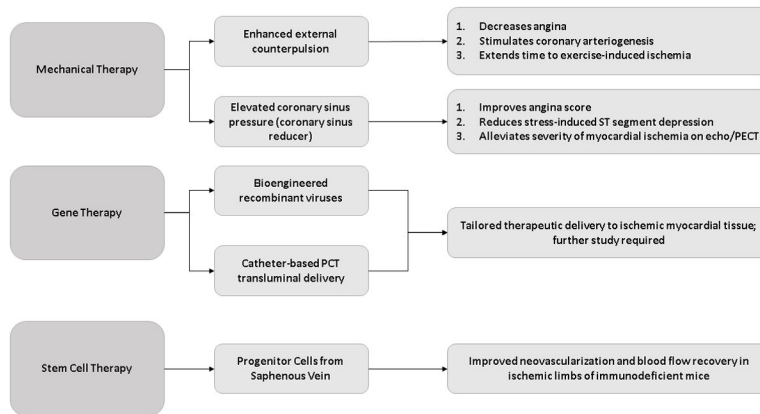 Mechanical Therapy
Enhanced external
counterpulsion
1. Decreases angina
2. Stimulates coronary arteriogenesis
3. Extends time to exercise-induced ischemia
Elevated coronary sinus
pressure (coronary sinus
reducer)
1. Improves angina score
2. Reduces stress-induced ST segment depression
3. Alleviates severity of myocardial ischemia on echo/PECT
Gene Therapy
Bioengineered
recombinant viruses
Catheter-based PCT
transluminal delivery
Tailored therapeutic delivery to ischemic myocardial tissue;
further study required
Stem Cell Therapy
Progenitor Cells from
Saphenous Vein
Improved neovascularization and blood flow recovery in
ischemic limbs of immunodeficient mice